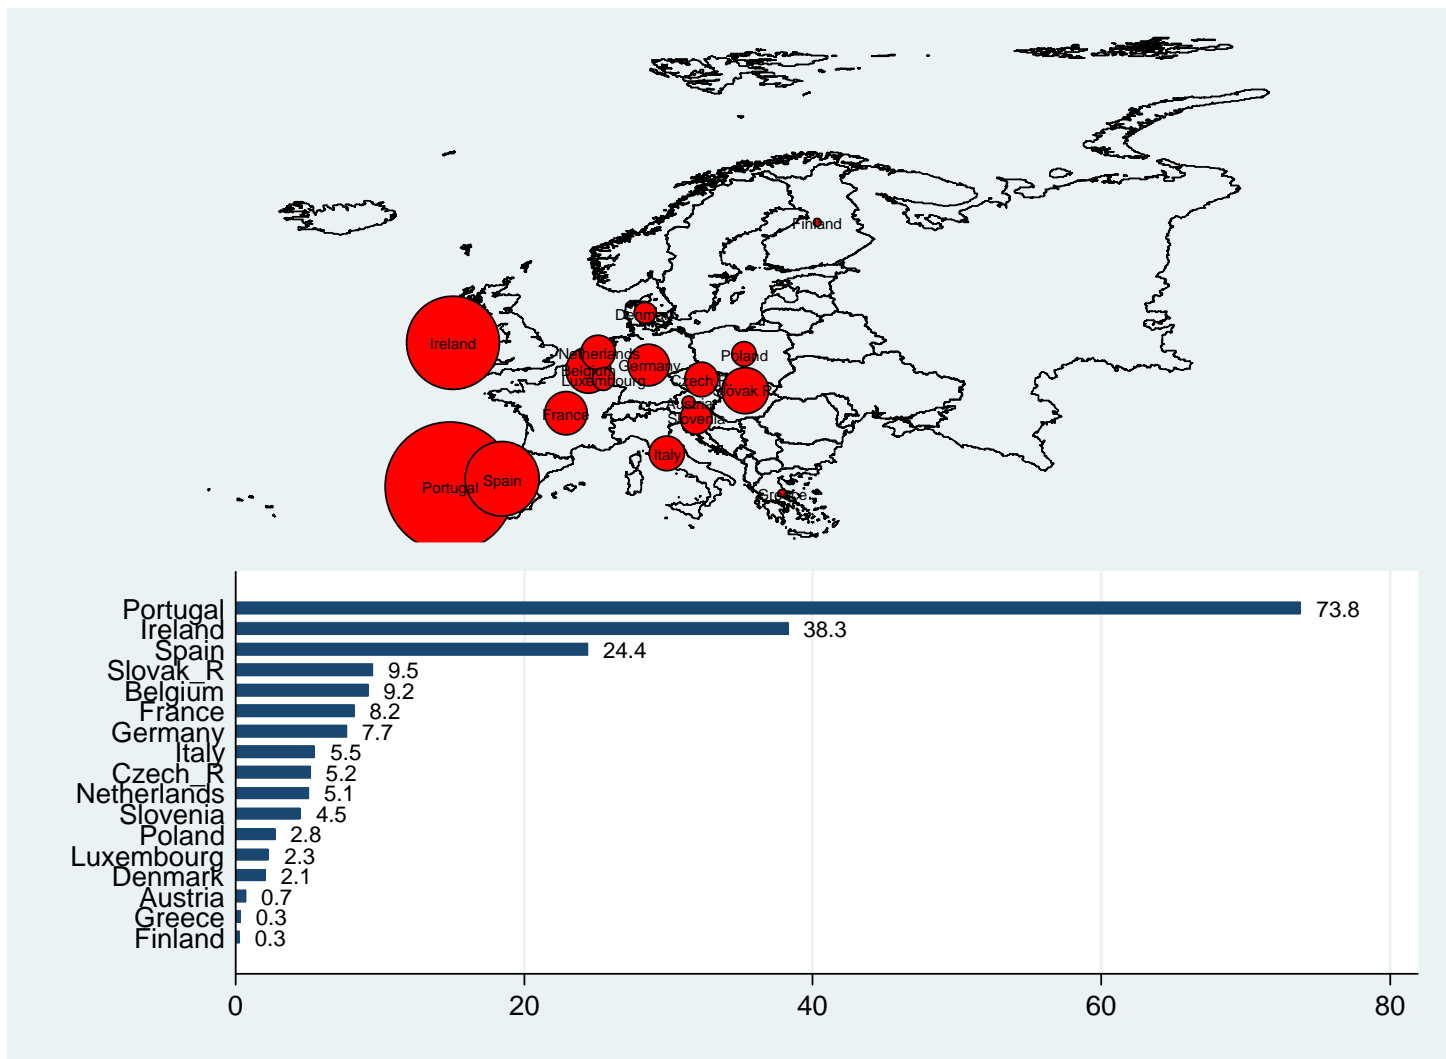 Finland
Denmark
Ireland
Netherlands
Poland
Germany
Belgium
Luxembourg
Czech R
Slovak R
Austria
France
Slovenia
Italy
Spain
Portugal
Greece
Portugal 73.8
Ireland 38.3
Spain 24.4
Slovak_R 9.5
Belgium 9.2
France 8.2
Germany 7.7
Italy 5.5
Czech_R 5.2
Netherlands 5.1
Slovenia 4.5
Poland 2.8
Luxembourg 2.3
Denmark 2.1
Austria 0.7
Greece 0.3
Finland 0.3
0 20 40 60 80